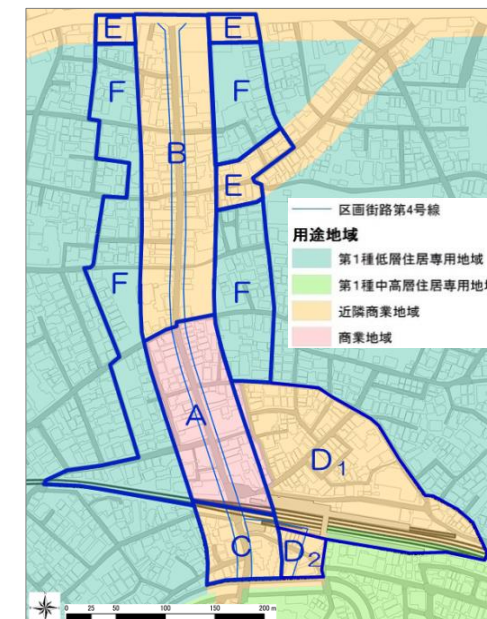 E
E
F
F
B
E
区画街路第4号線
用途地域
第1種低層住居専用地域
第1種中高層住居専用地
近隣商業地域
商業地域
F
F
A
D1
C
D2
0 25 50 100 150 200 m